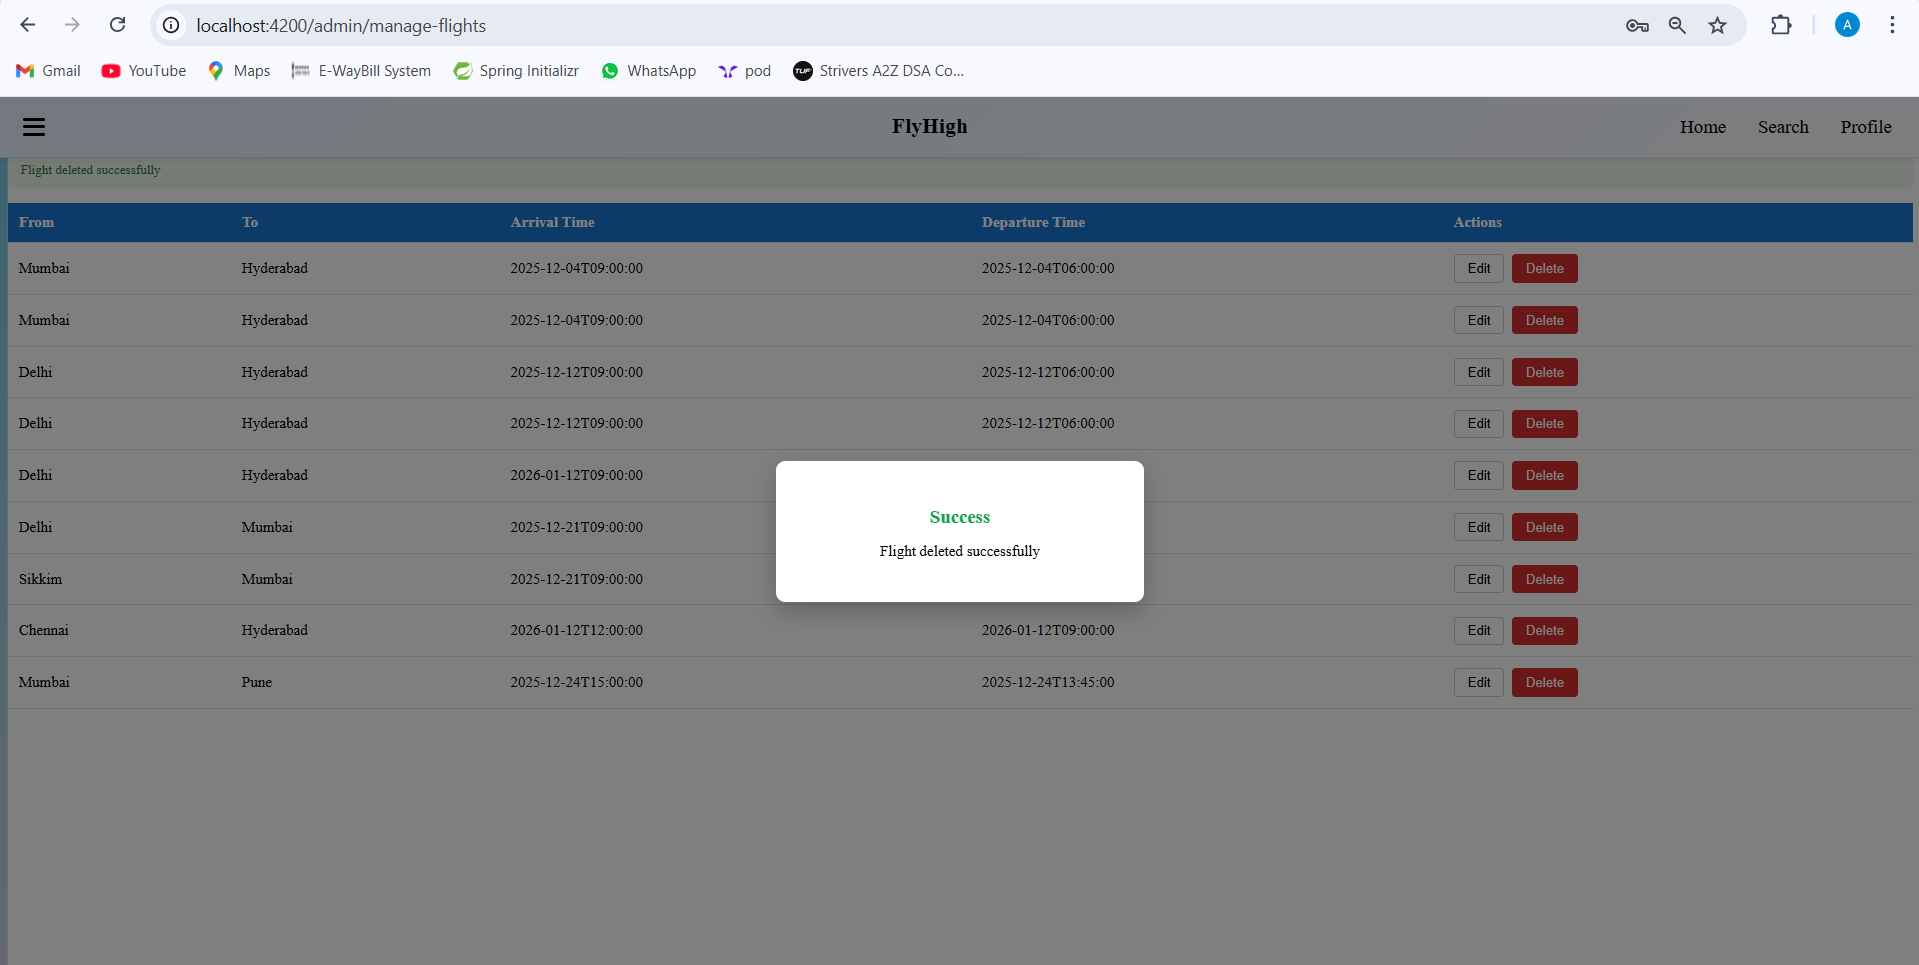 localhost:4200/admin/manage-flights
A
Gmail YouTube Maps E-WayBill System Spring Initializr WhatsApp pod TUF Strivers A2Z DSA Co...
FlyHigh Home Search Profile
Flight deleted successfully
From To Arrival Time Departure Time Actions
Mumbai Hyderabad 2025-12-04T09:00:00 2025-12-04T06:00:00 Edit Delete
Mumbai Hyderabad 2025-12-04T09:00:00 2025-12-04T06:00:00 Edit Delete
Delhi Hyderabad 2025-12-12T09:00:00 2025-12-12T06:00:00 Edit Delete
Delhi Hyderabad 2025-12-12T09:00:00 2025-12-12T06:00:00 Edit Delete
Delhi Hyderabad 2026-01-12T09:00:00 Edit Delete
Delhi Mumbai 2025-12-21T09:00:00 Edit Delete
Sikkim Mumbai 2025-12-21T09:00:00 Edit Delete
Chennai Hyderabad 2026-01-12T12:00:00 2026-01-12T09:00:00 Edit Delete
Mumbai Pune 2025-12-24T15:00:00 2025-12-24T13:45:00 Edit Delete
Success
Flight deleted successfully